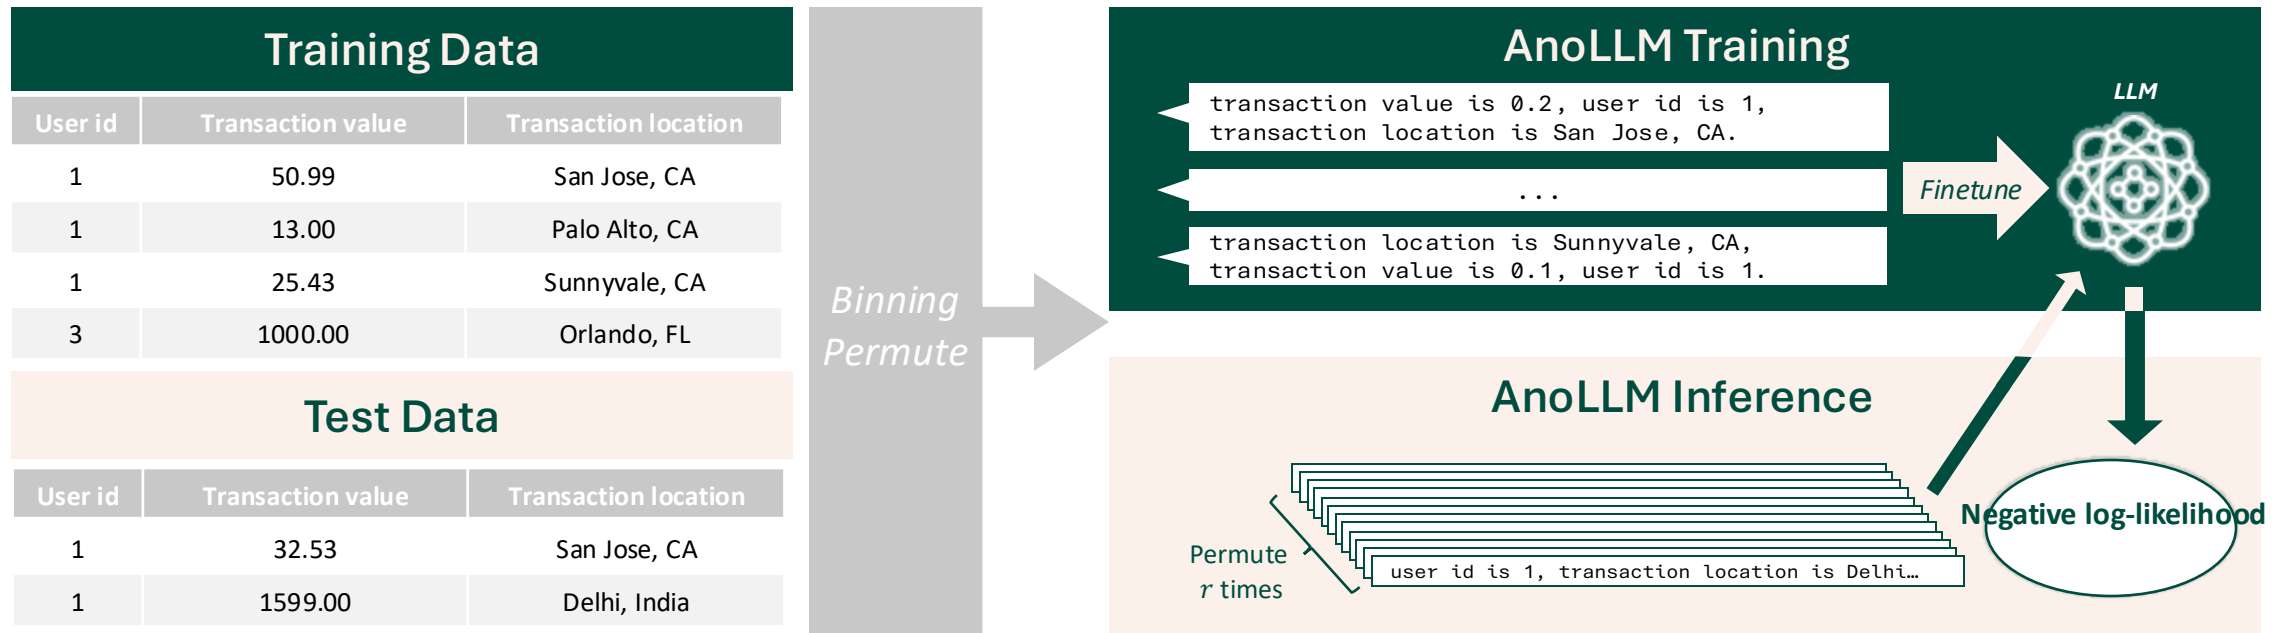 Training Data
User id Transaction value Transaction location
1 50.99 San Jose, CA
1 13.00 Palo Alto, CA
1 25.43 Sunnyvale, CA
3 1000.00 Orlando, FL
Test Data
User id Transaction value Transaction location
1 32.53 San Jose, CA
1 1599.00 Delhi, India
Binning
Permute
AnoLLM Training
transaction value is 0.2, user id is 1,
transaction location is San Jose, CA.
...
transaction location is Sunnyvale, CA,
transaction value is 0.1, user id is 1.
Finetune
LLM
AnoLLM Inference
Permute
r times
user id is 1, transaction location is Delhi…
Negative log-likelihood